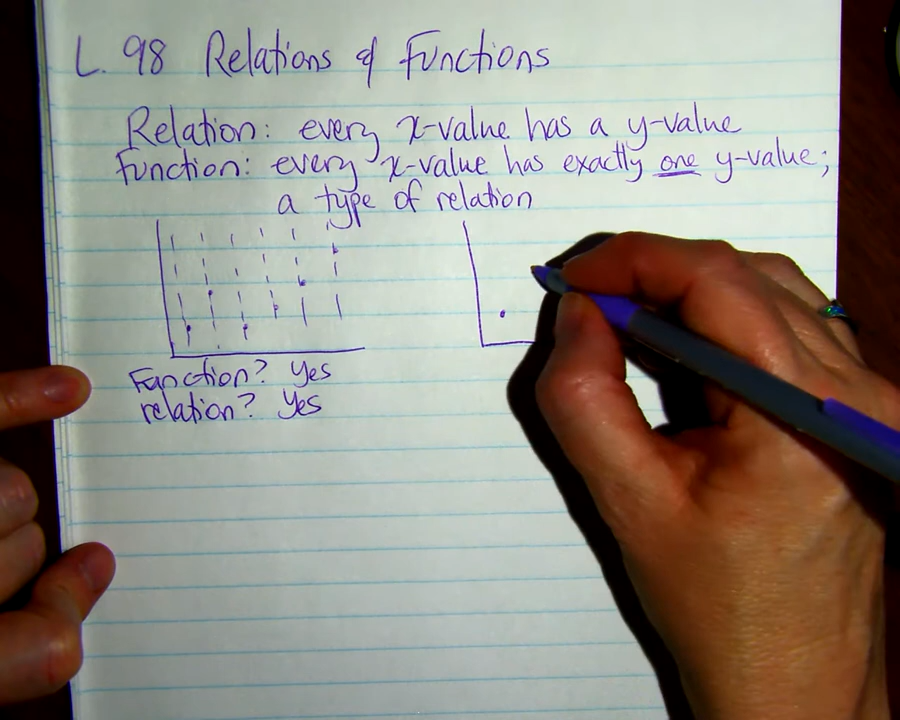 L. 98 Relations & Functions
Relation: every x-value has a y-value
Function: every x-value has exactly one y-value;
a type of relation
Function? Yes
relation? Yes